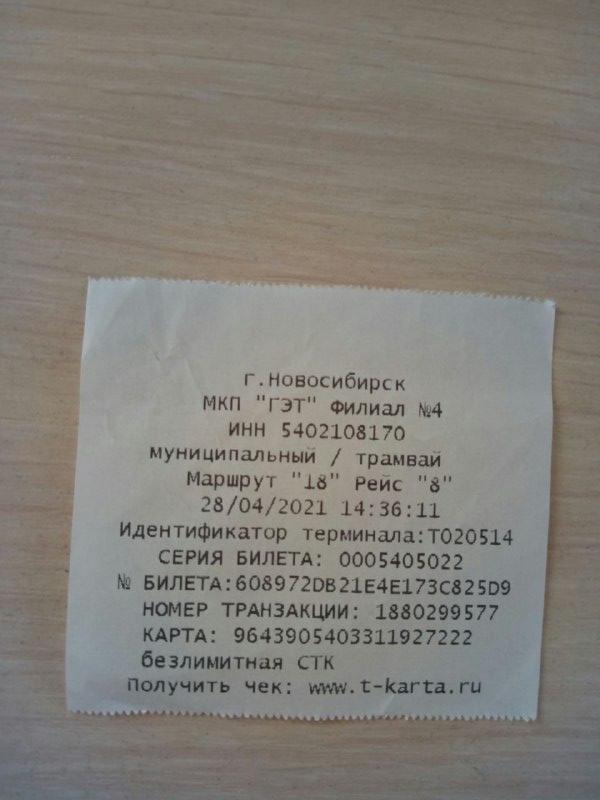 г.Новосибирск
МКП "ГЭТ" Филиал №4
ИНН 5402108170
муниципальный / трамвай
Маршрут "18" Рейс "8"
28/04/2021 14:36:11
Идентификатор терминала:Т020514
СЕРИЯ БИЛЕТА: 0005405022
№ БИЛЕТА:608972DB21E4E173C825D9
НОМЕР ТРАНЗАКЦИИ: 1880299577
КАРТА: 9643905403311927222
безлимитная СТК
Получить чек: www.t-karta.ru